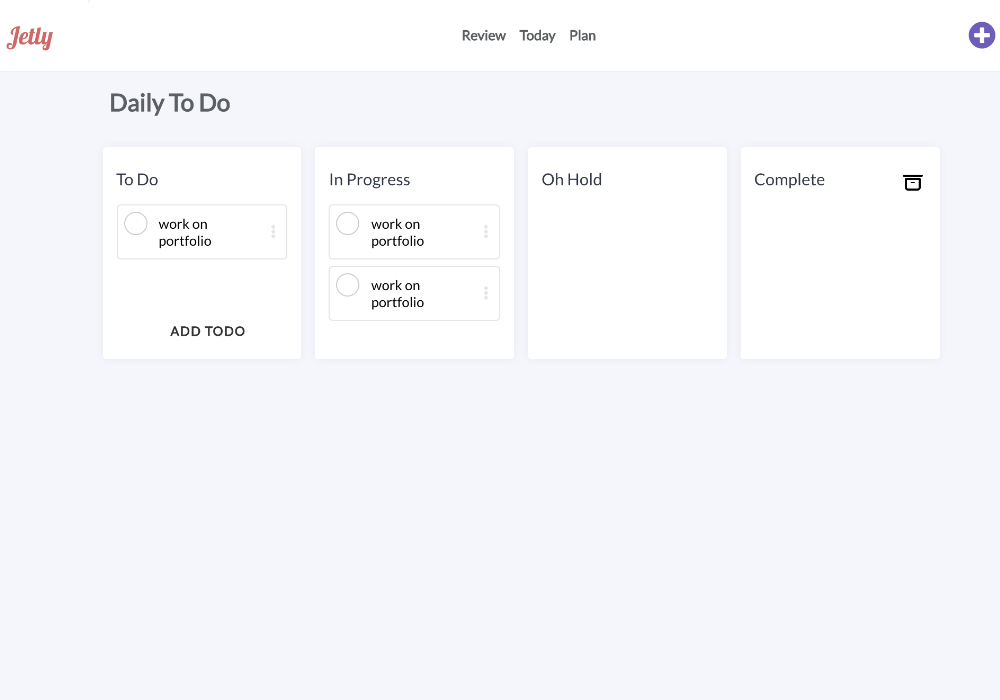 Jetly
Review Today Plan
Daily To Do
To Do
work on
portfolio
ADD TODO
In Progress
work on
portfolio
work on
portfolio
Oh Hold
Complete